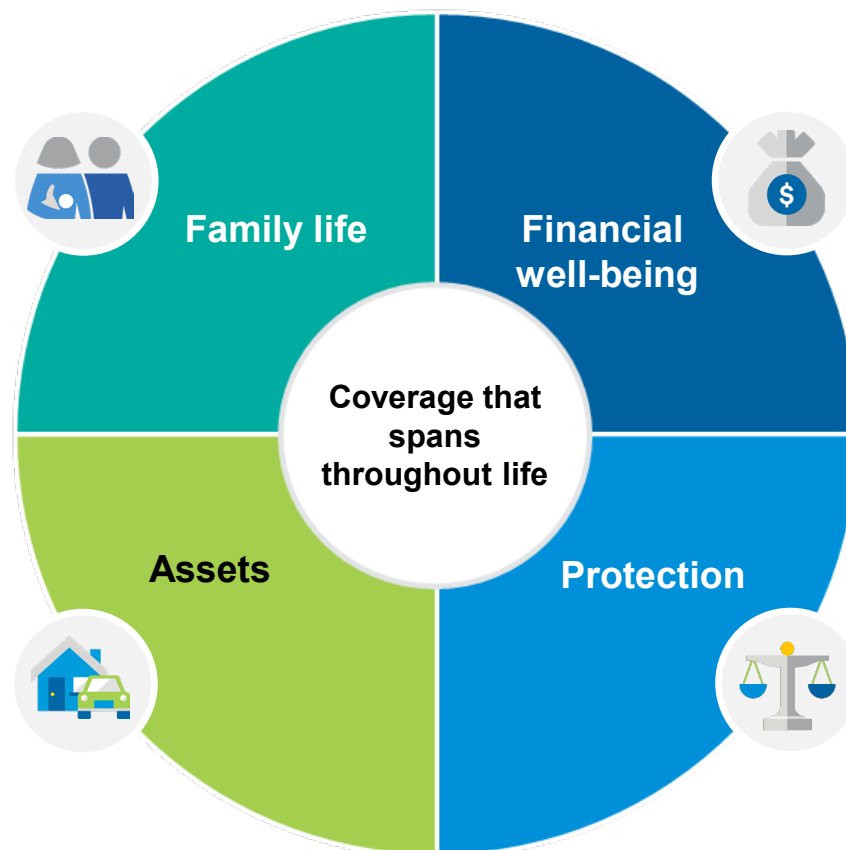 Family life
Financial
well-being
$
Coverage that
spans
throughout life
Assets
Protection